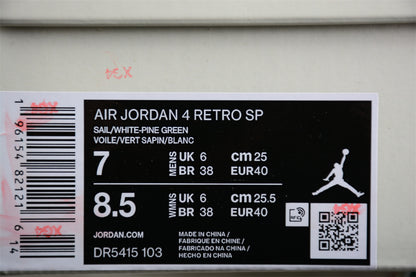 X34
AIR JORDAN 4 RETRO SP
SAIL/WHITE-PINE GREEN
VOILE/VERT SAPIN/BLANC
7 MENS UK 6 BR 38 cm 25 EUR 40
8.5 WMNS UK 6 BR 38 cm 25.5 EUR 40
JORDAN.COM
DR5415 103
MADE IN CHINA /
FABRIQUE EN CHINE /
FABRICADO NA CHINA /
HECHO EN CHINA
1 96154 82121 6 14